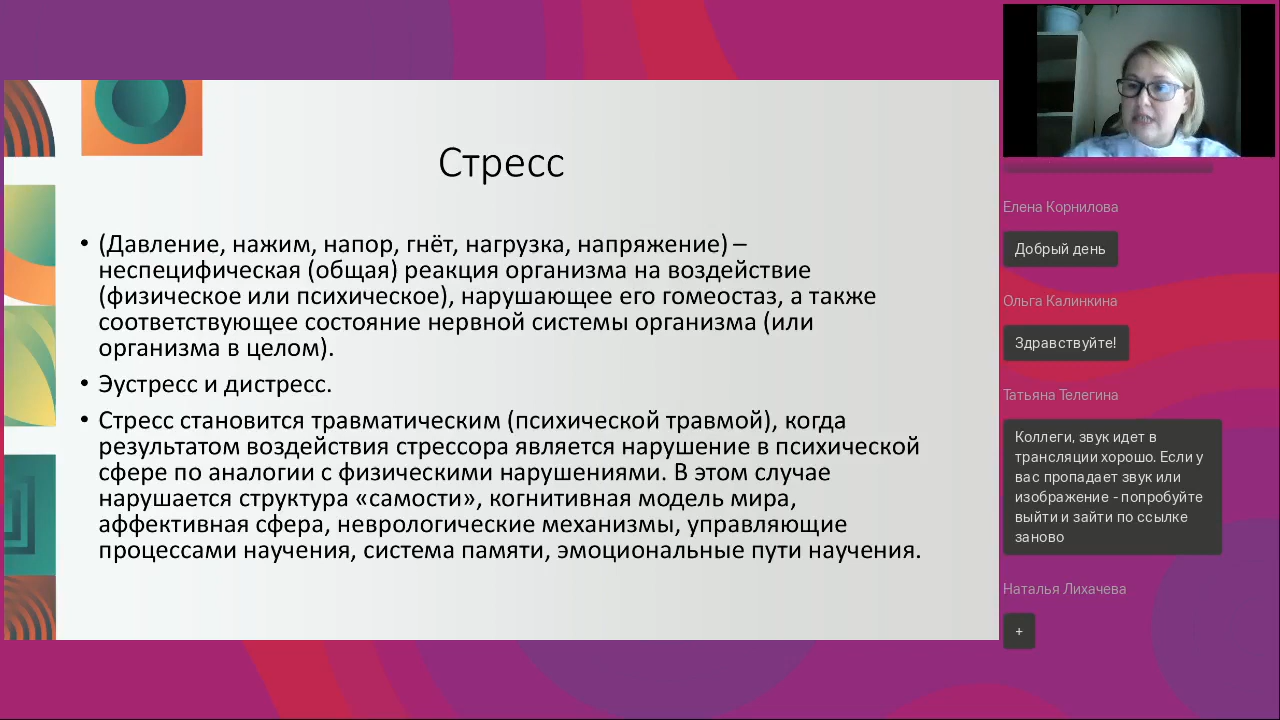 Стресс
• (Давление, нажим, напор, гнёт, нагрузка, напряжение) –
неспецифическая (общая) реакция организма на воздействие
(физическое или психическое), нарушающее его гомеостаз, а также
соответствующее состояние нервной системы организма (или
организма в целом).
• Эустресс и дистресс.
• Стресс становится травматическим (психической травмой), когда
результатом воздействия стрессора является нарушение в психической
сфере по аналогии с физическими нарушениями. В этом случае
нарушается структура «самости», когнитивная модель мира,
аффективная сфера, неврологические механизмы, управляющие
процессами научения, система памяти, эмоциональные пути научения.
Елена Корнилова
Добрый день
Ольга Калинкина
Здравствуйте!
Татьяна Телегина
Коллеги, звук идет в
трансляции хорошо. Если у
вас пропадает звук или
изображение - попробуйте
выйти и зайти по ссылке
заново
Наталья Лихачева
+